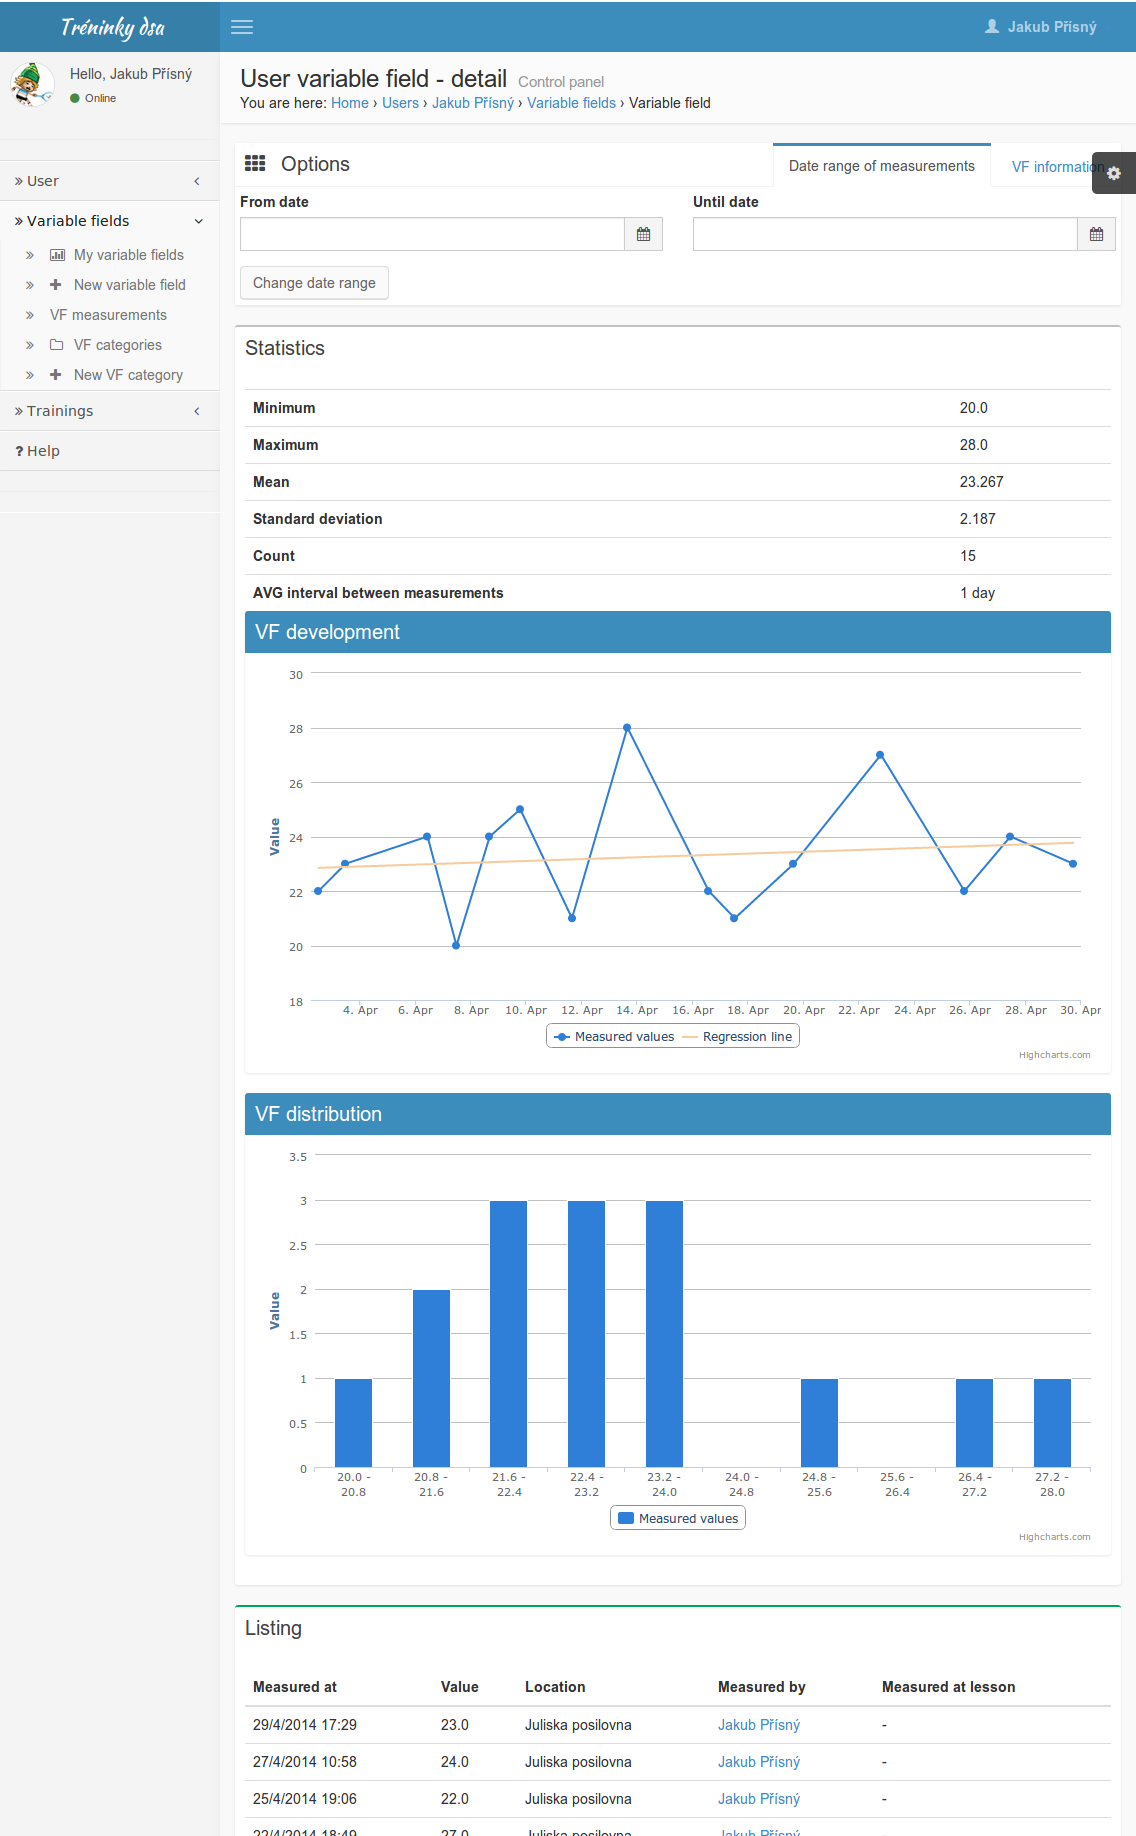 Tréninky dsa
Jakub Přísný
Hello, Jakub Přísný
Online
User
Variable fields
My variable fields
New variable field
VF measurements
VF categories
New VF category
Trainings
? Help
User variable field - detail Control panel
You are here: Home › Users › Jakub Přísný › Variable fields › Variable field
Options
Date range of measurements
VF information
From date
Until date
Change date range
Statistics
Minimum 20.0
Maximum 28.0
Mean 23.267
Standard deviation 2.187
Count 15
AVG interval between measurements 1 day
VF development
30
28
26
24
22
20
18
Value
4. Apr 6. Apr 8. Apr 10. Apr 12. Apr 14. Apr 16. Apr 18. Apr 20. Apr 22. Apr 24. Apr 26. Apr 28. Apr 30. Apr
Measured values Regression line
Highcharts.com
VF distribution
3.5
3
2.5
2
1.5
1
0.5
0
Value
20.0 - 20.8 - 21.6 - 22.4 - 23.2 - 24.0 - 24.8 - 25.6 - 26.4 - 27.2 -
20.8 21.6 22.4 23.2 24.0 24.8 25.6 26.4 27.2 28.0
Measured values
Highcharts.com
Listing
Measured at Value Location Measured by Measured at lesson
29/4/2014 17:29 23.0 Juliska posilovna Jakub Přísný -
27/4/2014 10:58 24.0 Juliska posilovna Jakub Přísný -
25/4/2014 19:06 22.0 Juliska posilovna Jakub Přísný -
22/4/2014 18:49 27.0 Juliska posilovna Jakub Přísný